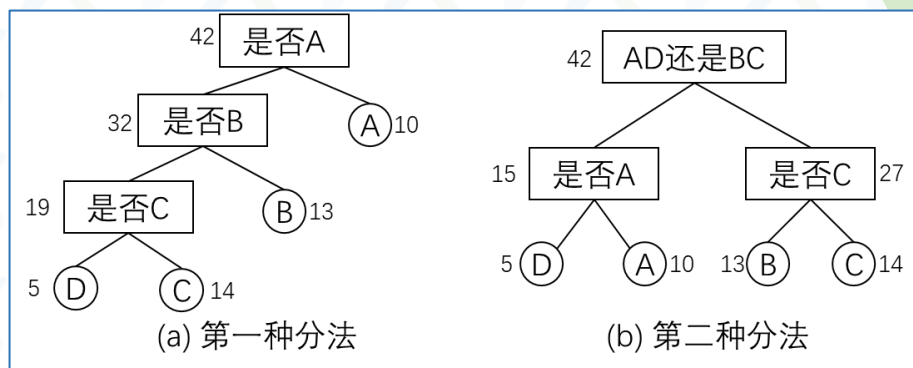 42 是否A
32 是否B A 10
19 是否C B 13
5 D C 14
(a) 第一种分法
42 AD还是BC
15 是否A 是否C 27
5 D A 10 13 B C 14
(b) 第二种分法